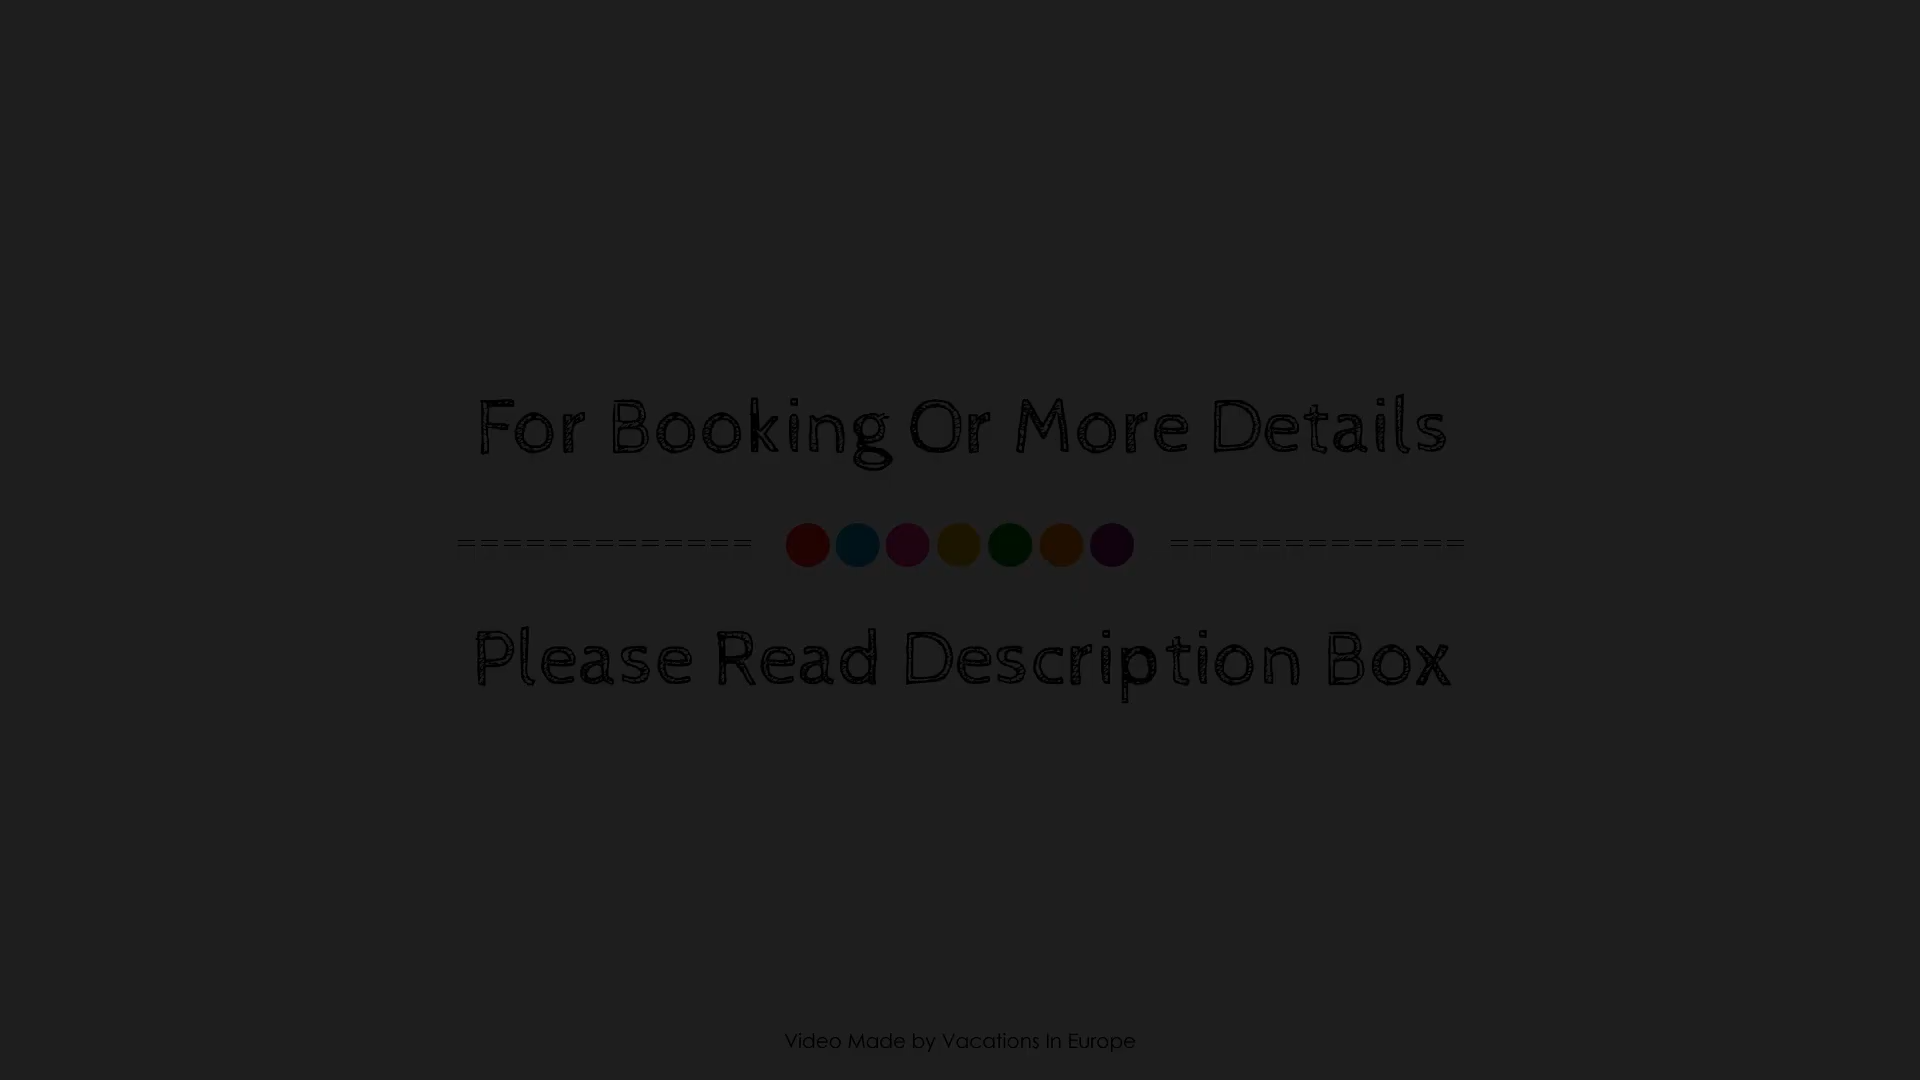 For Booking Or More Details
============= =============
Please Read Description Box
Video Made by Vacations In Europe